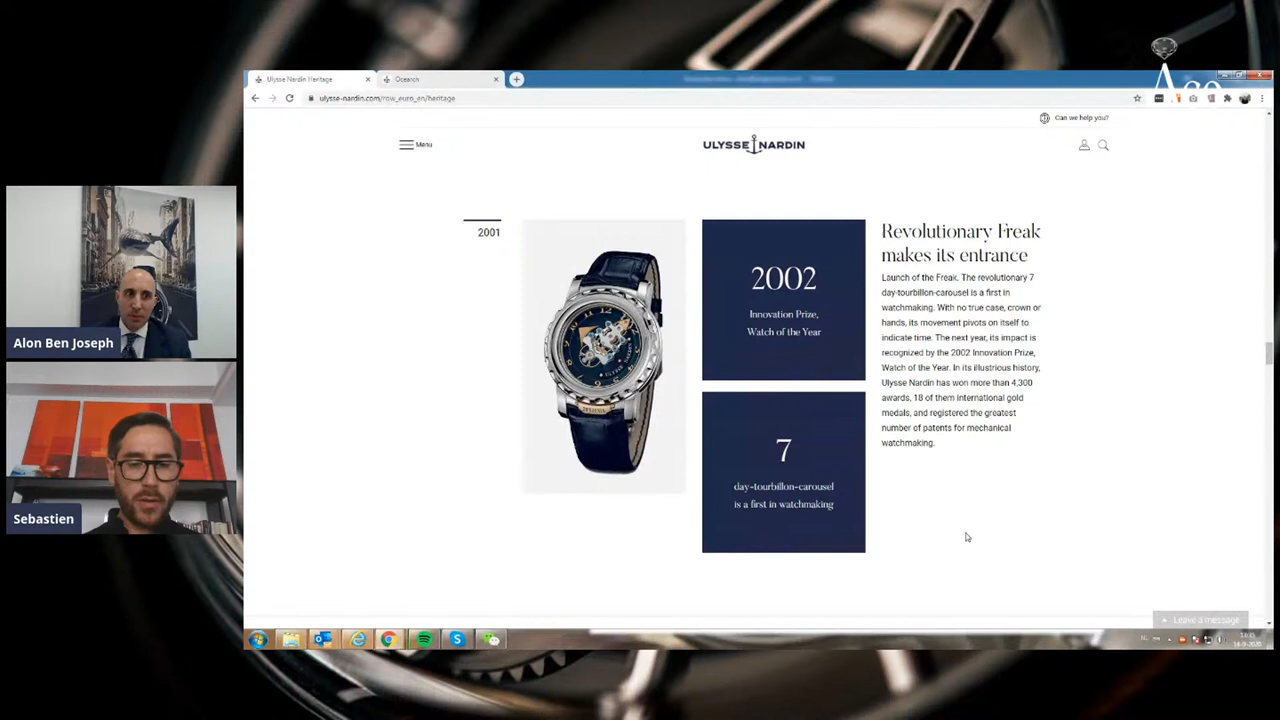 Ulysse Nardin Heritage
Oceanch
ulysse-nardin.com/row_euro_en/heritage
Can we help you?
Menu
ULYSSE NARDIN
2001
2002
Innovation Prize,
Watch of the Year
7
day-tourbillon-carousel
is a first in watchmaking
Revolutionary Freak
makes its entrance
Launch of the Freak. The revolutionary 7
day-tourbillon-carousel is a first in
watchmaking. With no true case, crown or
hands, its movement pivots on itself to
indicate time. The next year, its impact is
recognized by the 2002 Innovation Prize,
Watch of the Year. In its illustrious history,
Ulysse Nardin has won more than 4,300
awards, 18 of them international gold
medals, and registered the greatest
number of patents for mechanical
watchmaking.
Alon Ben Joseph
Sebastien
Leave a message